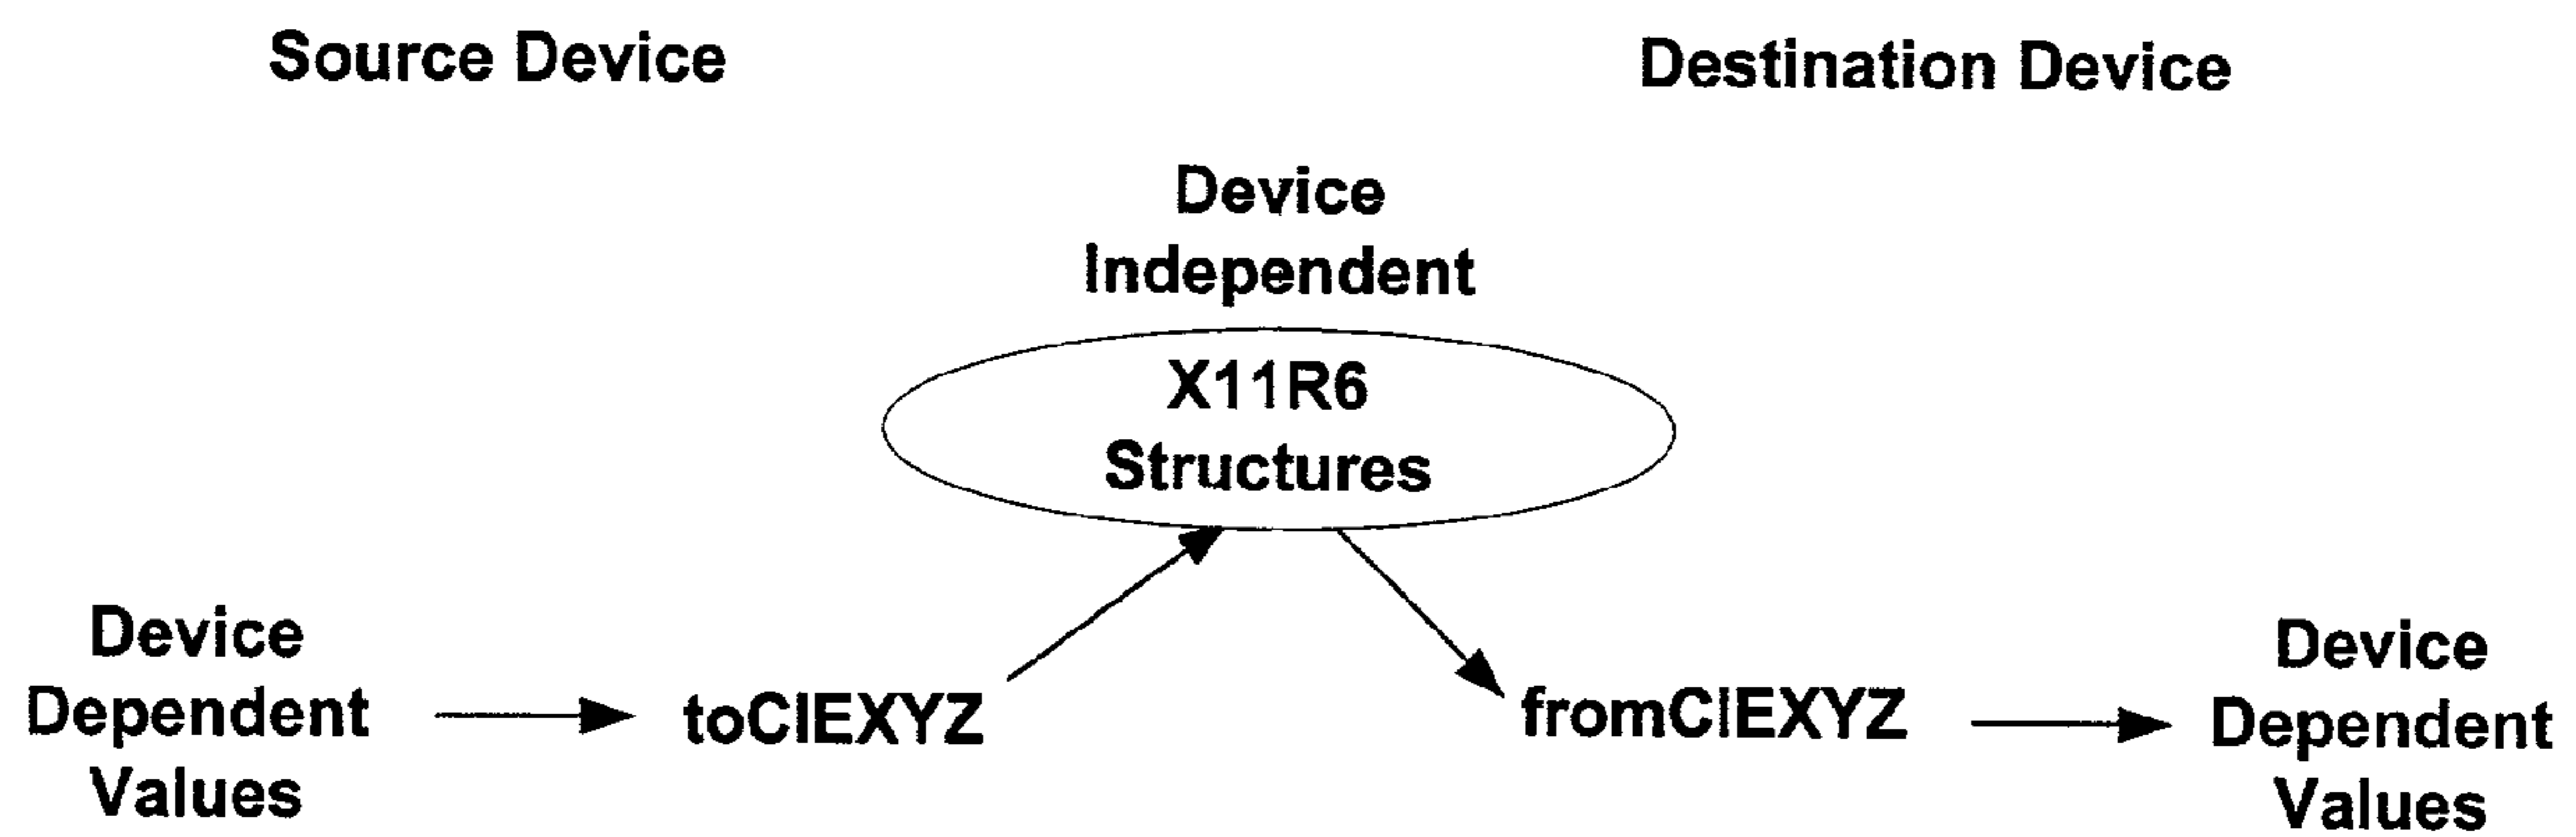 Source Device
Destination Device
Device
Independent
X11R6
Structures
Device
Dependent
Values
toCIEXYZ
fromCIEXYZ
Device
Dependent
Values